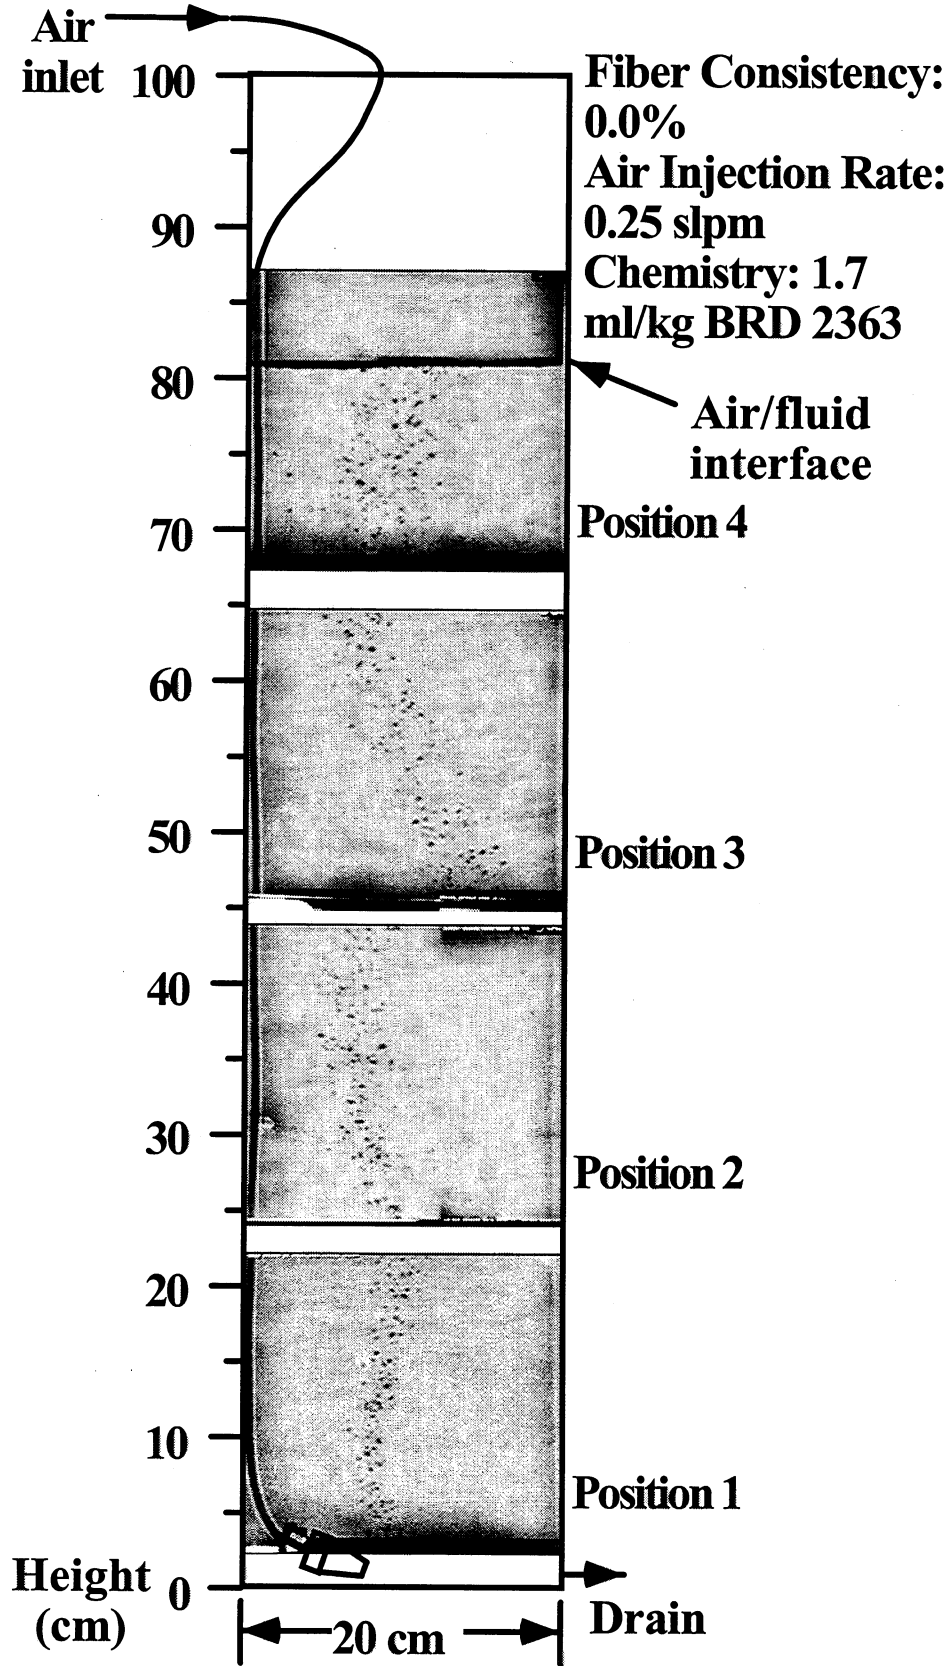 Air
inlet
100
Fiber Consistency:
0.0%
Air Injection Rate:
0.25 slpm
Chemistry: 1.7
ml/kg BRD 2363
90
80
Air/fluid
interface
70
Position 4
60
50
Position 3
40
30
Position 2
20
10
Position 1
Height
(cm)
0
Drain
20 cm